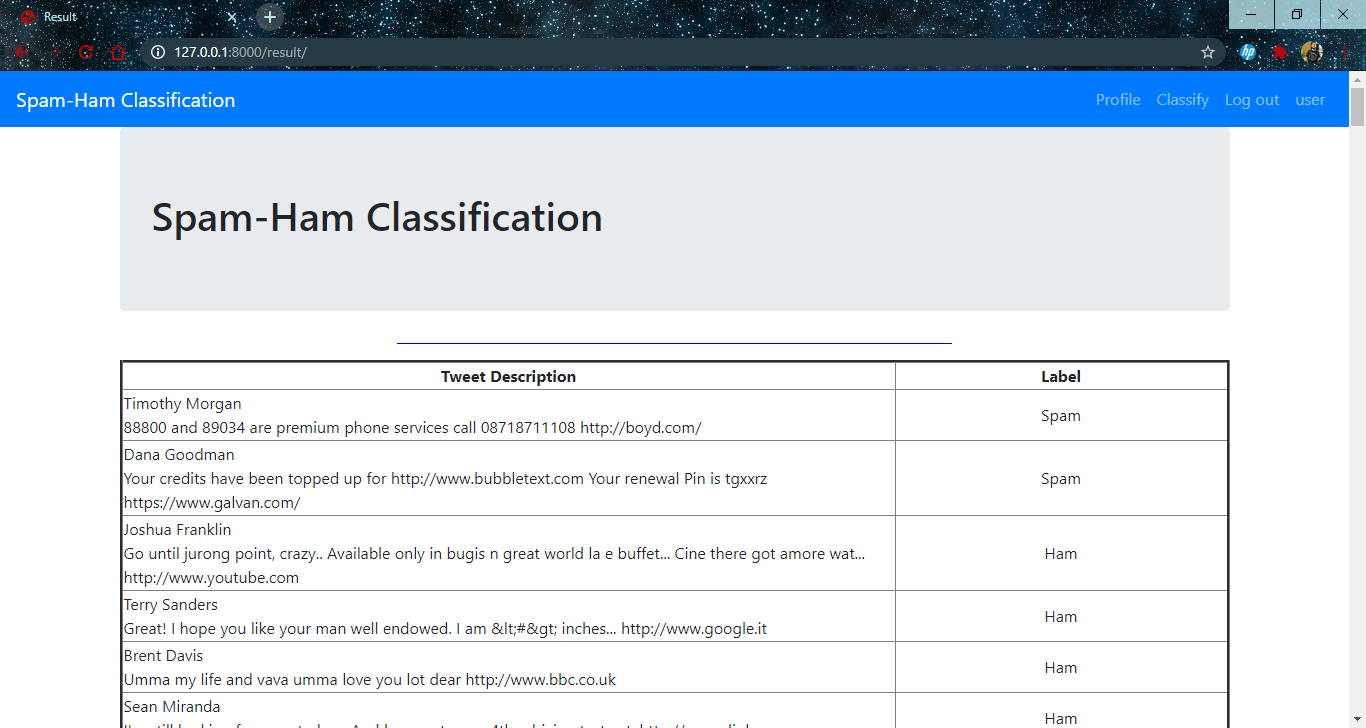 Result
127.0.0.1:8000/result/
hp
Spam-Ham Classification
Profile Classify Log out user
Spam-Ham Classification
Tweet Description Label
Timothy Morgan
88800 and 89034 are premium phone services call 08718711108 http://boyd.com/
Spam
Dana Goodman
Your credits have been topped up for http://www.bubbletext.com Your renewal Pin is tgxxrz
https://www.galvan.com/
Spam
Joshua Franklin
Go until jurong point, crazy.. Available only in bugis n great world la e buffet... Cine there got amore wat...
http://www.youtube.com
Ham
Terry Sanders
Great! I hope you like your man well endowed. I am &lt;#&gt; inches... http://www.google.it
Ham
Brent Davis
Umma my life and vava umma love you lot dear http://www.bbc.co.uk
Ham
Sean Miranda
Ham